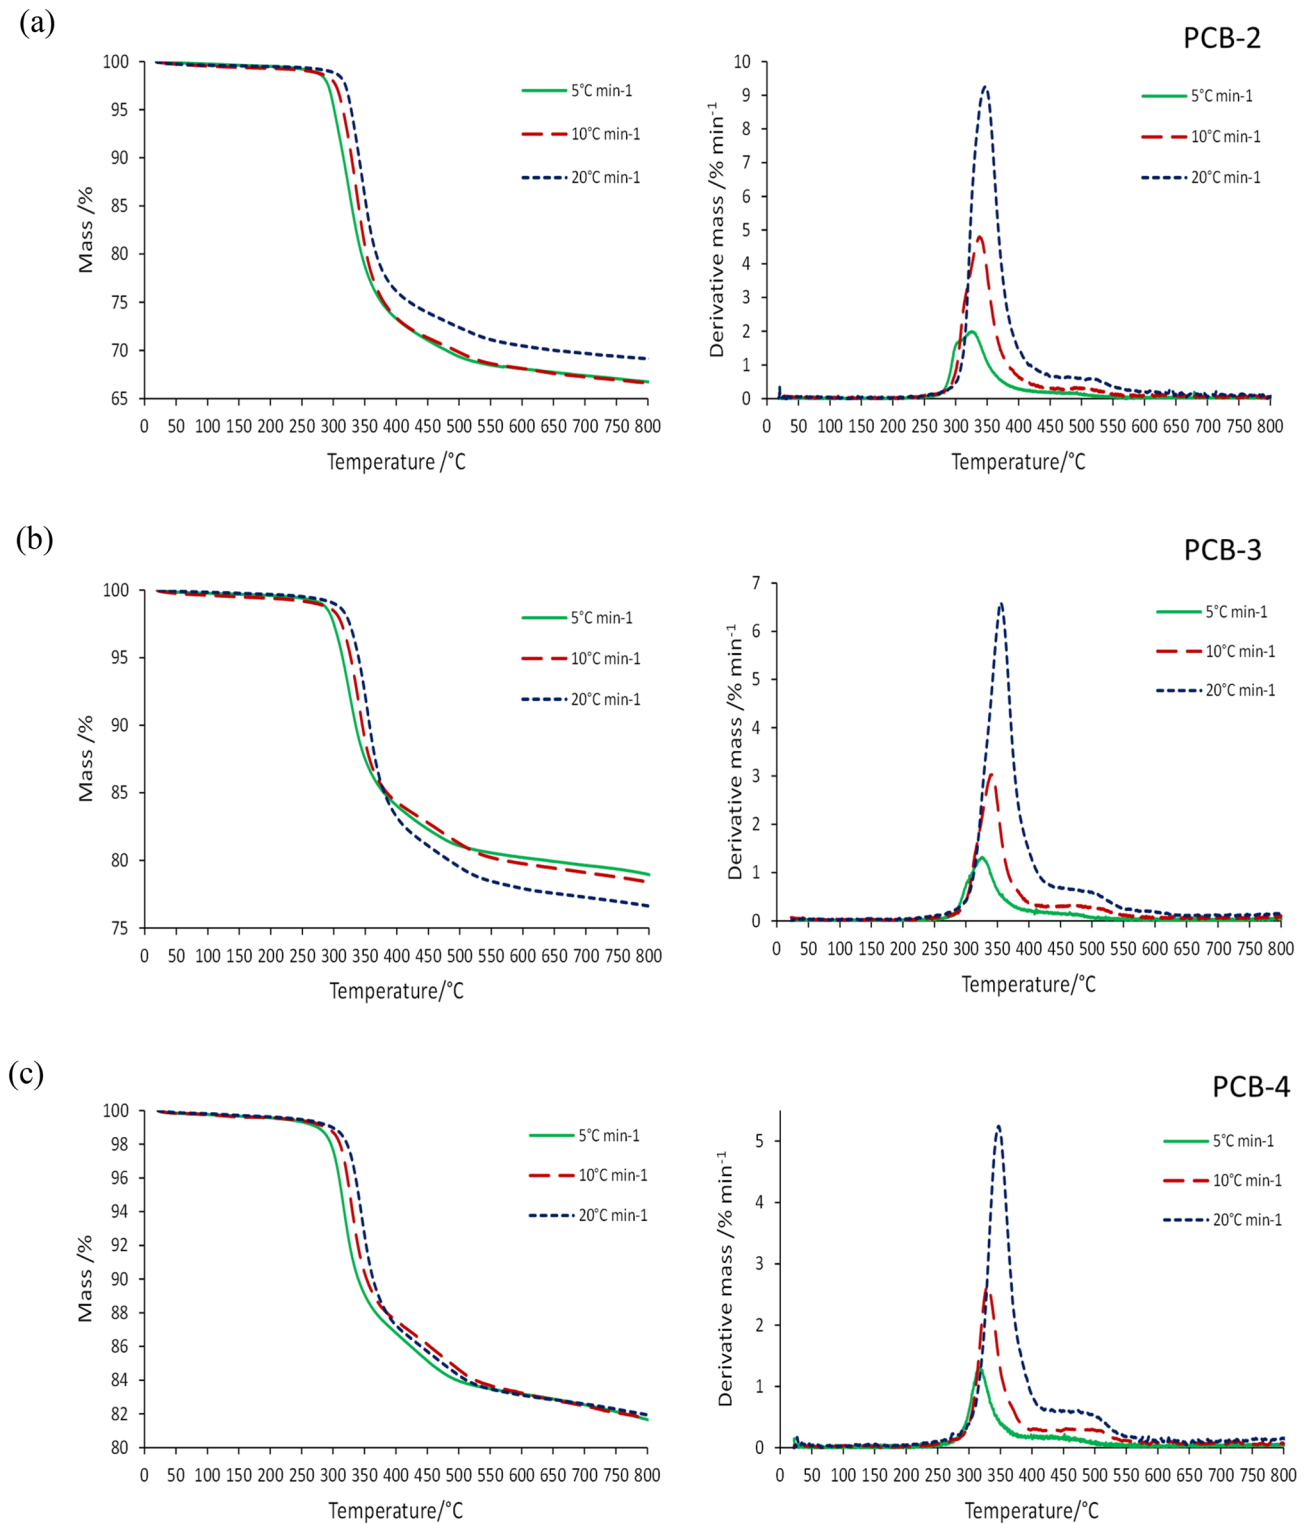 (a)
PCB-2
100
95
90
85
80
75
70
65
Mass /%
0 50 100 150 200 250 300 350 400 450 500 550 600 650 700 750 800
Temperature /°C
5°C min-1
10°C min-1
20°C min-1
10
9
8
7
6
5
4
3
2
1
0
Derivative mass /% min-1
0 50 100 150 200 250 300 350 400 450 500 550 600 650 700 750 800
Temperature/°C
5°C min-1
10°C min-1
20°C min-1
(b)
PCB-3
100
95
90
85
80
75
Mass /%
0 50 100 150 200 250 300 350 400 450 500 550 600 650 700 750 800
Temperature/°C
5°C min-1
10°C min-1
20°C min-1
7
6
5
4
3
2
1
0
Derivative mass /% min-1
0 50 100 150 200 250 300 350 400 450 500 550 600 650 700 750 800
Temperature/°C
5°C min-1
10°C min-1
20°C min-1
(c)
PCB-4
100
98
96
94
92
90
88
86
84
82
80
Mass /%
0 50 100 150 200 250 300 350 400 450 500 550 600 650 700 750 800
Temperature/°C
5°C min-1
10°C min-1
20°C min-1
5
4
3
2
1
0
Derivative mass /% min-1
0 50 100 150 200 250 300 350 400 450 500 550 600 650 700 750 800
Temperature/°C
5°C min-1
10°C min-1
20°C min-1